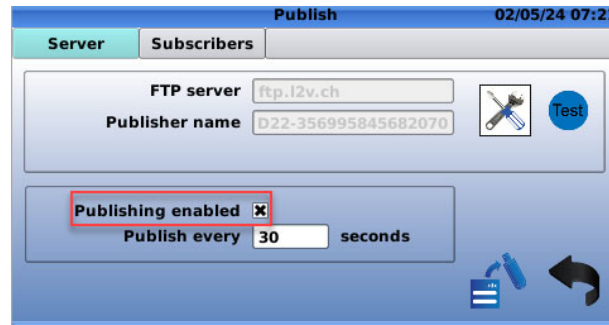 Publish 02/05/24 07:2
Server Subscribers
FTP server ftp.l2v.ch
Publisher name D22-356995845682070
Test
Publishing enabled
Publish every 30 seconds